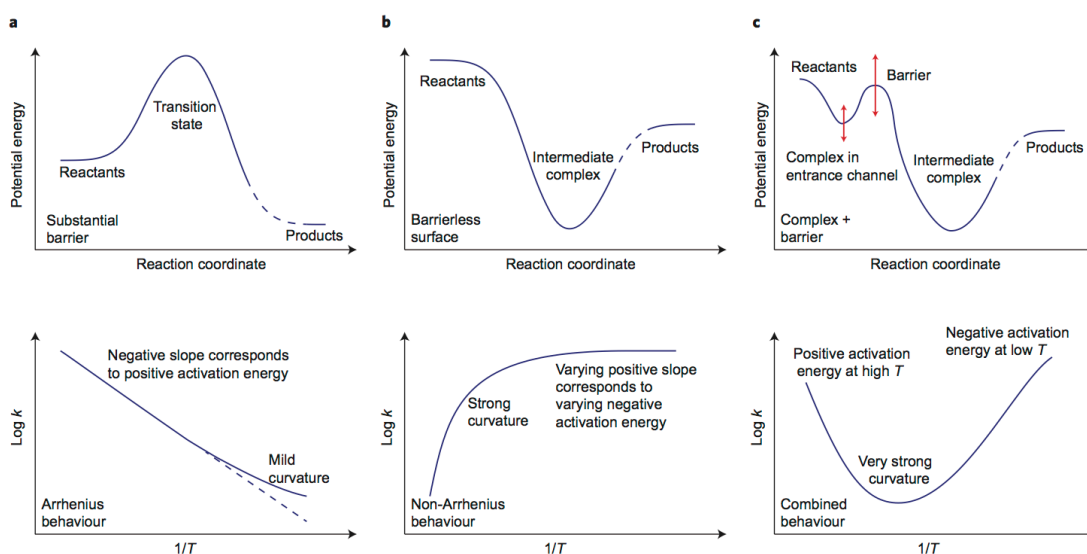 a
Potential energy
Reactants
Transition
state
Products
Substantial
barrier
Reaction coordinate
b
Potential energy
Reactants
Intermediate
complex
Products
Barrierless
surface
Reaction coordinate
c
Potential energy
Reactants
Barrier
Complex in
entrance channel
Intermediate
complex
Products
Complex +
barrier
Reaction coordinate
Log k
Negative slope corresponds
to positive activation energy
Mild
curvature
Arrhenius
behaviour
1/T
Log k
Strong
curvature
Varying positive slope
corresponds to
varying negative
activation energy
Non-Arrhenius
behaviour
1/T
Log k
Positive activation
energy at high T
Negative activation
energy at low T
Very strong
curvature
Combined
behaviour
1/T